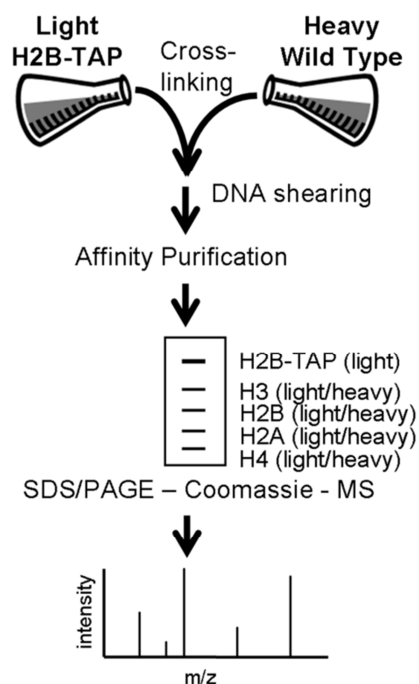 Light
H2B-TAP
Cross-
linking
Heavy
Wild Type
DNA shearing
Affinity Purification
H2B-TAP (light)
H3 (light/heavy)
H2B (light/heavy)
H2A (light/heavy)
H4 (light/heavy)
SDS/PAGE – Coomassie - MS
intensity
m/z